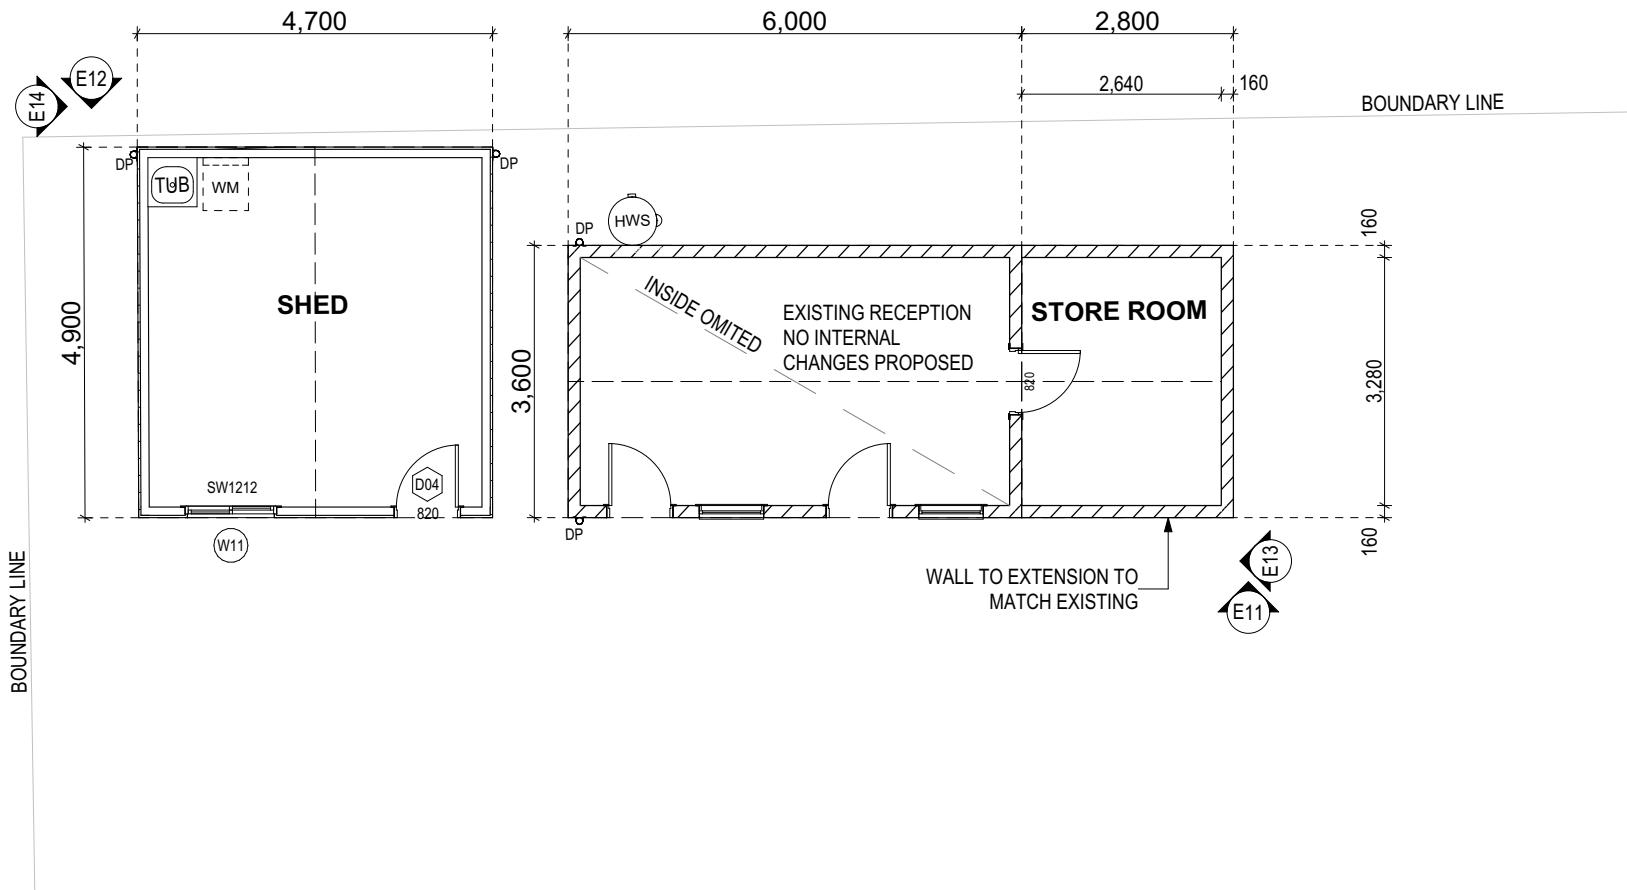 4,700
6,000
2,800
E12
E14
2,640
160
BOUNDARY LINE
DP
DP
TUB
WM
HWS
DP
160
SHED
INSIDE OMITED
EXISTING RECEPTION
NO INTERNAL
CHANGES PROPOSED
STORE ROOM
4,900
3,600
820
3,280
SW1212
D04
820
W11
DP
160
BOUNDARY LINE
WALL TO EXTENSION TO
MATCH EXISTING
E13
E11